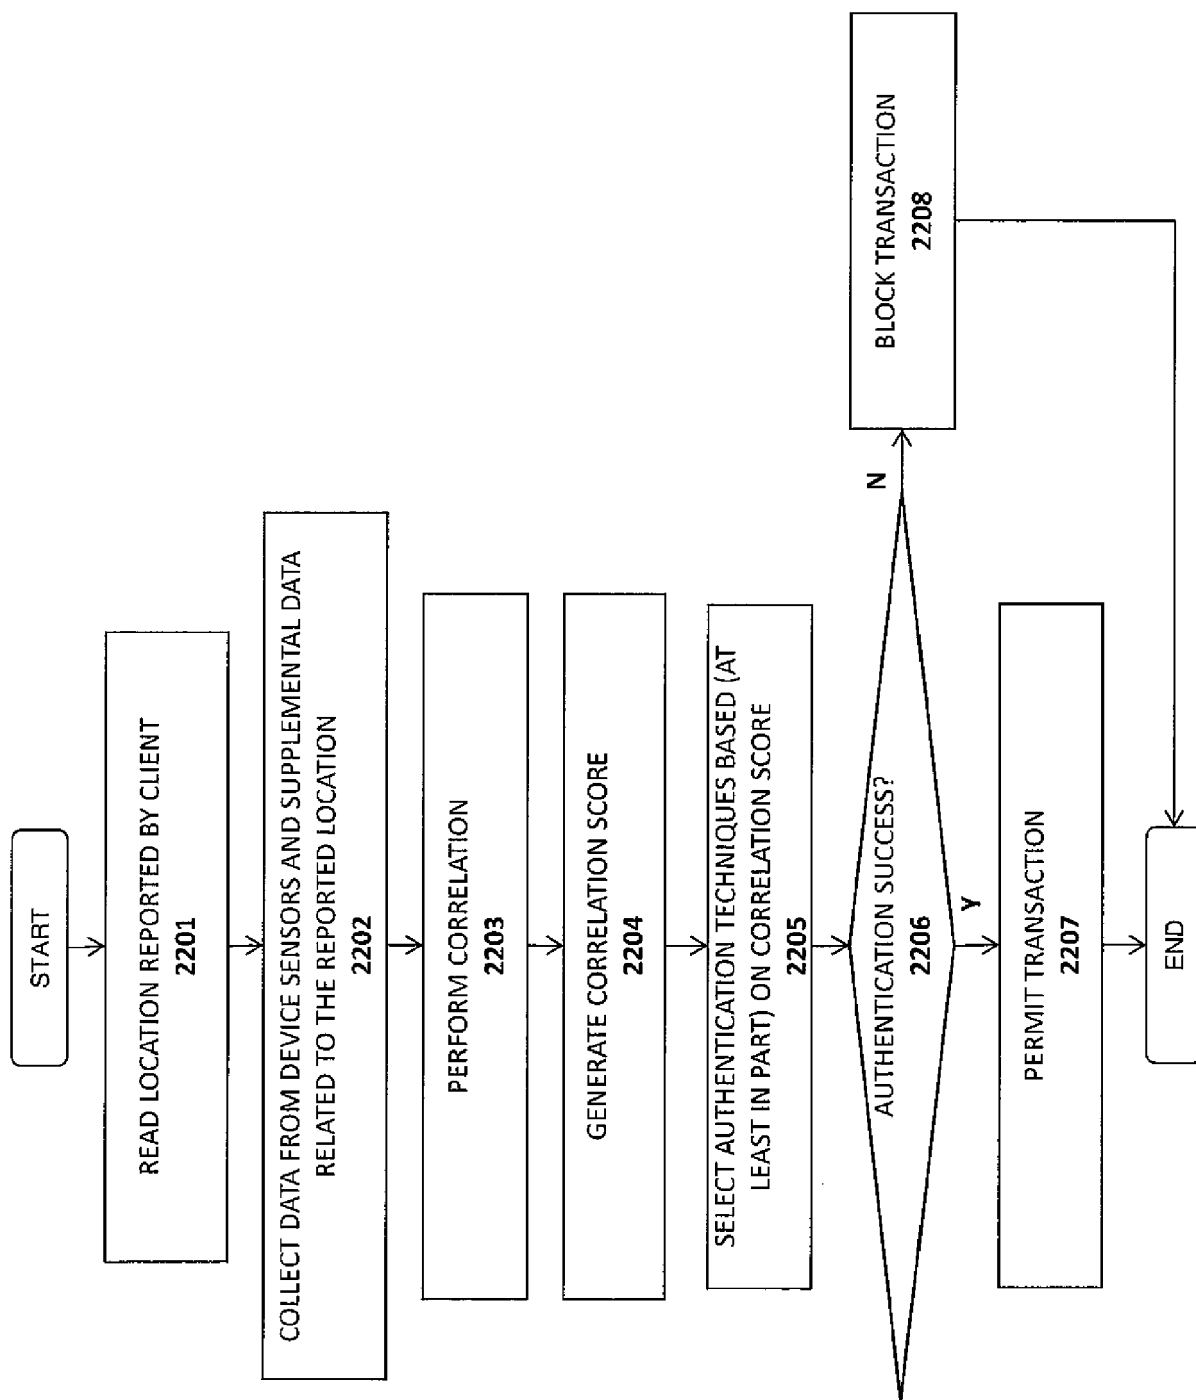 START
READ LOCATION REPORTED BY CLIENT
2201
COLLECT DATA FROM DEVICE SENSORS AND SUPPLEMENTAL DATA
RELATED TO THE REPORTED LOCATION
2202
PERFORM CORRELATION
2203
GENERATE CORRELATION SCORE
2204
SELECT AUTHENTICATION TECHNIQUES BASED (AT
LEAST IN PART) ON CORRELATION SCORE
2205
AUTHENTICATION SUCCESS?
2206
N
BLOCK TRANSACTION
2208
Y
PERMIT TRANSACTION
2207
END